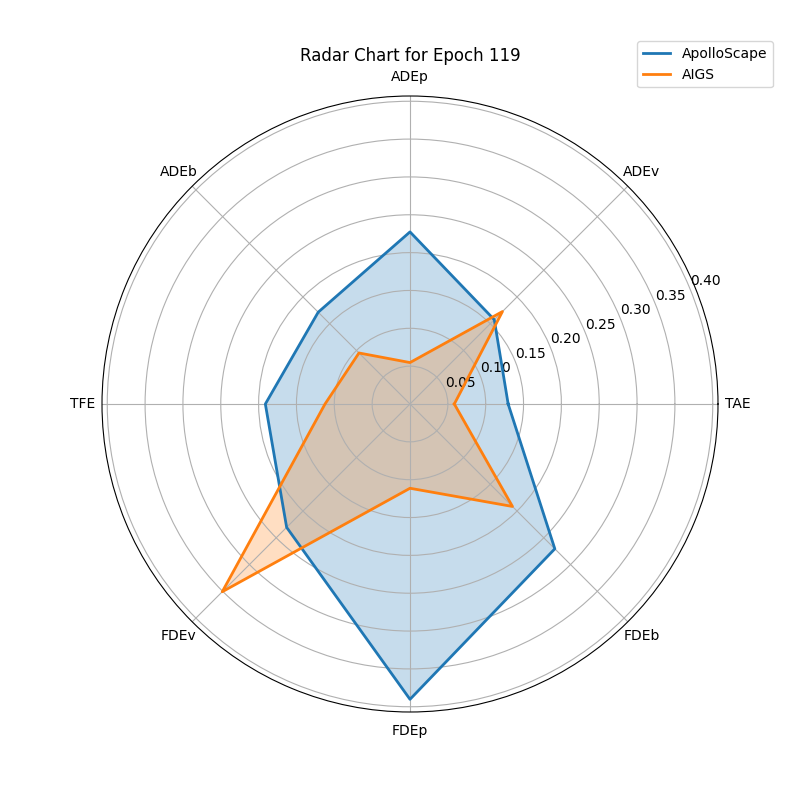 Radar Chart for Epoch 119
ApolloScape
AIGS
ADEp
ADEb
ADEv
0.40
0.35
0.30
0.25
0.20
0.15
0.10
0.05
TFE
TAE
FDEv
FDEb
FDEp